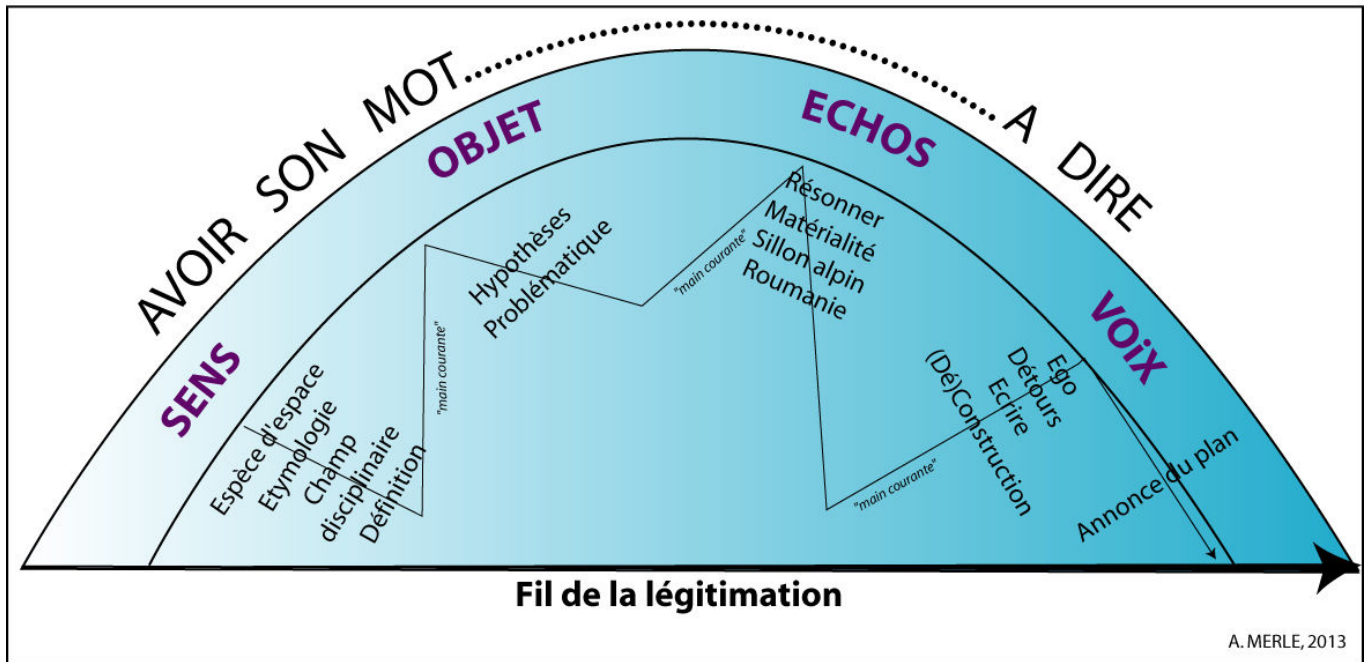 AVOIR SON MOT.......................................A DIRE
SENS
OBJET
ECHOS
VOiX
Espèce d'espace
Etymologie
Champ
disciplinaire
Définition
"main courante"
Hypothèses
Problématique
"main courante"
Résonner
Matérialité
Sillon alpin
Roumanie
"main courante"
(Dé)Construction
Ecrire
Détours
Ego
Annonce du plan
Fil de la légitimation
A. MERLE, 2013